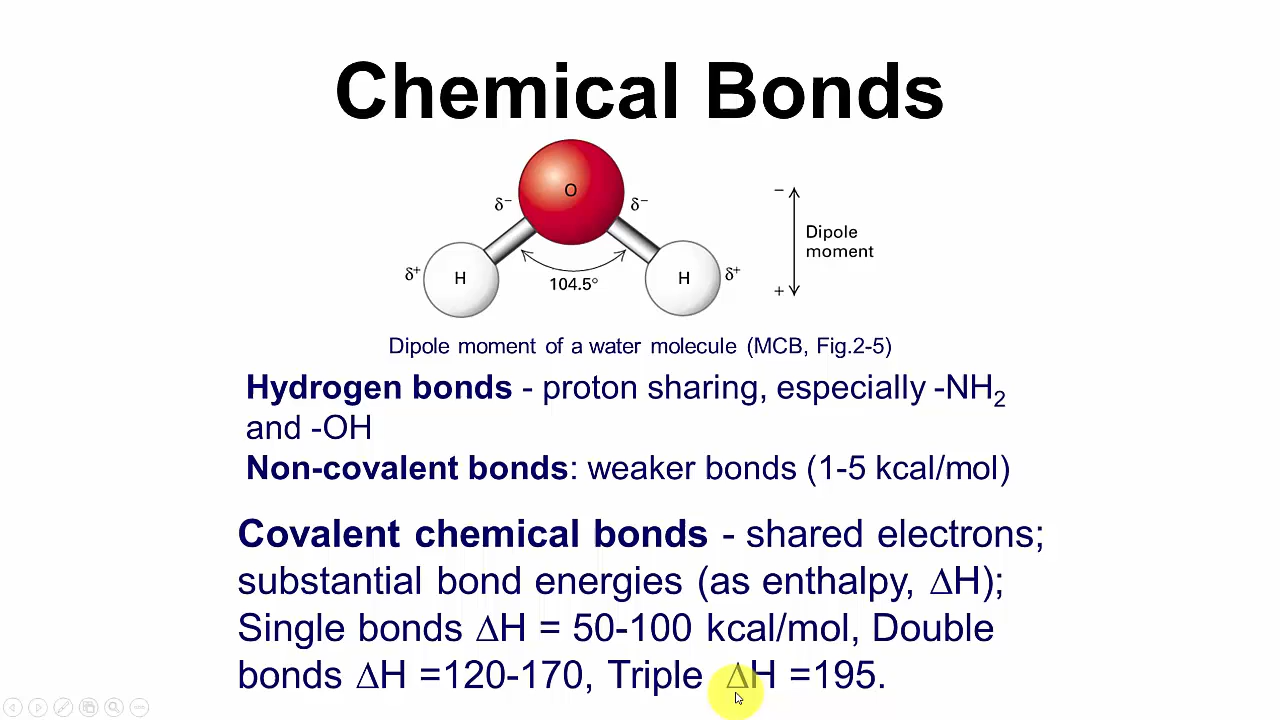 Chemical Bonds
O
δ⁻ δ⁻
−
Dipole
moment
δ⁺ H H δ⁺
104.5°
+
Dipole moment of a water molecule (MCB, Fig.2-5)
Hydrogen bonds - proton sharing, especially -NH₂
and -OH
Non-covalent bonds: weaker bonds (1-5 kcal/mol)
Covalent chemical bonds - shared electrons;
substantial bond energies (as enthalpy, ΔH);
Single bonds ΔH = 50-100 kcal/mol, Double
bonds ΔH =120-170, Triple ΔH =195.